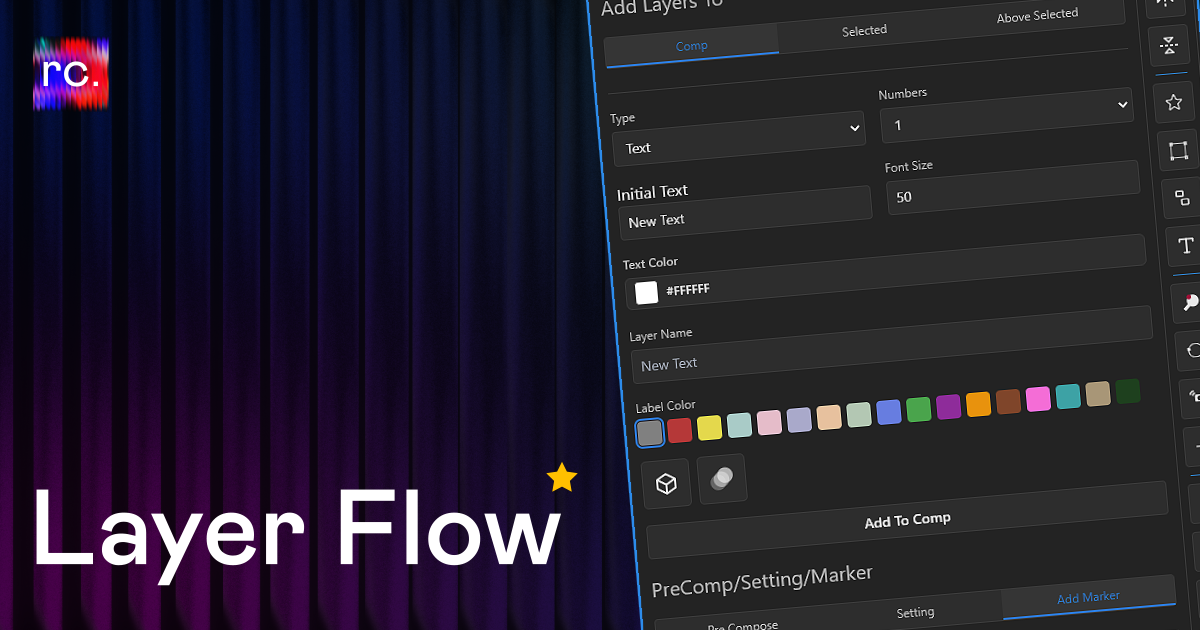 rc.
Layer Flow
Add Layers To
Comp
Selected
Above Selected
Type
Numbers
Text
1
Initial Text
Font Size
New Text
50
Text Color
#FFFFFF
Layer Name
New Text
Label Color
Add To Comp
PreComp/Setting/Marker
Pre Compose
Setting
Add Marker
T